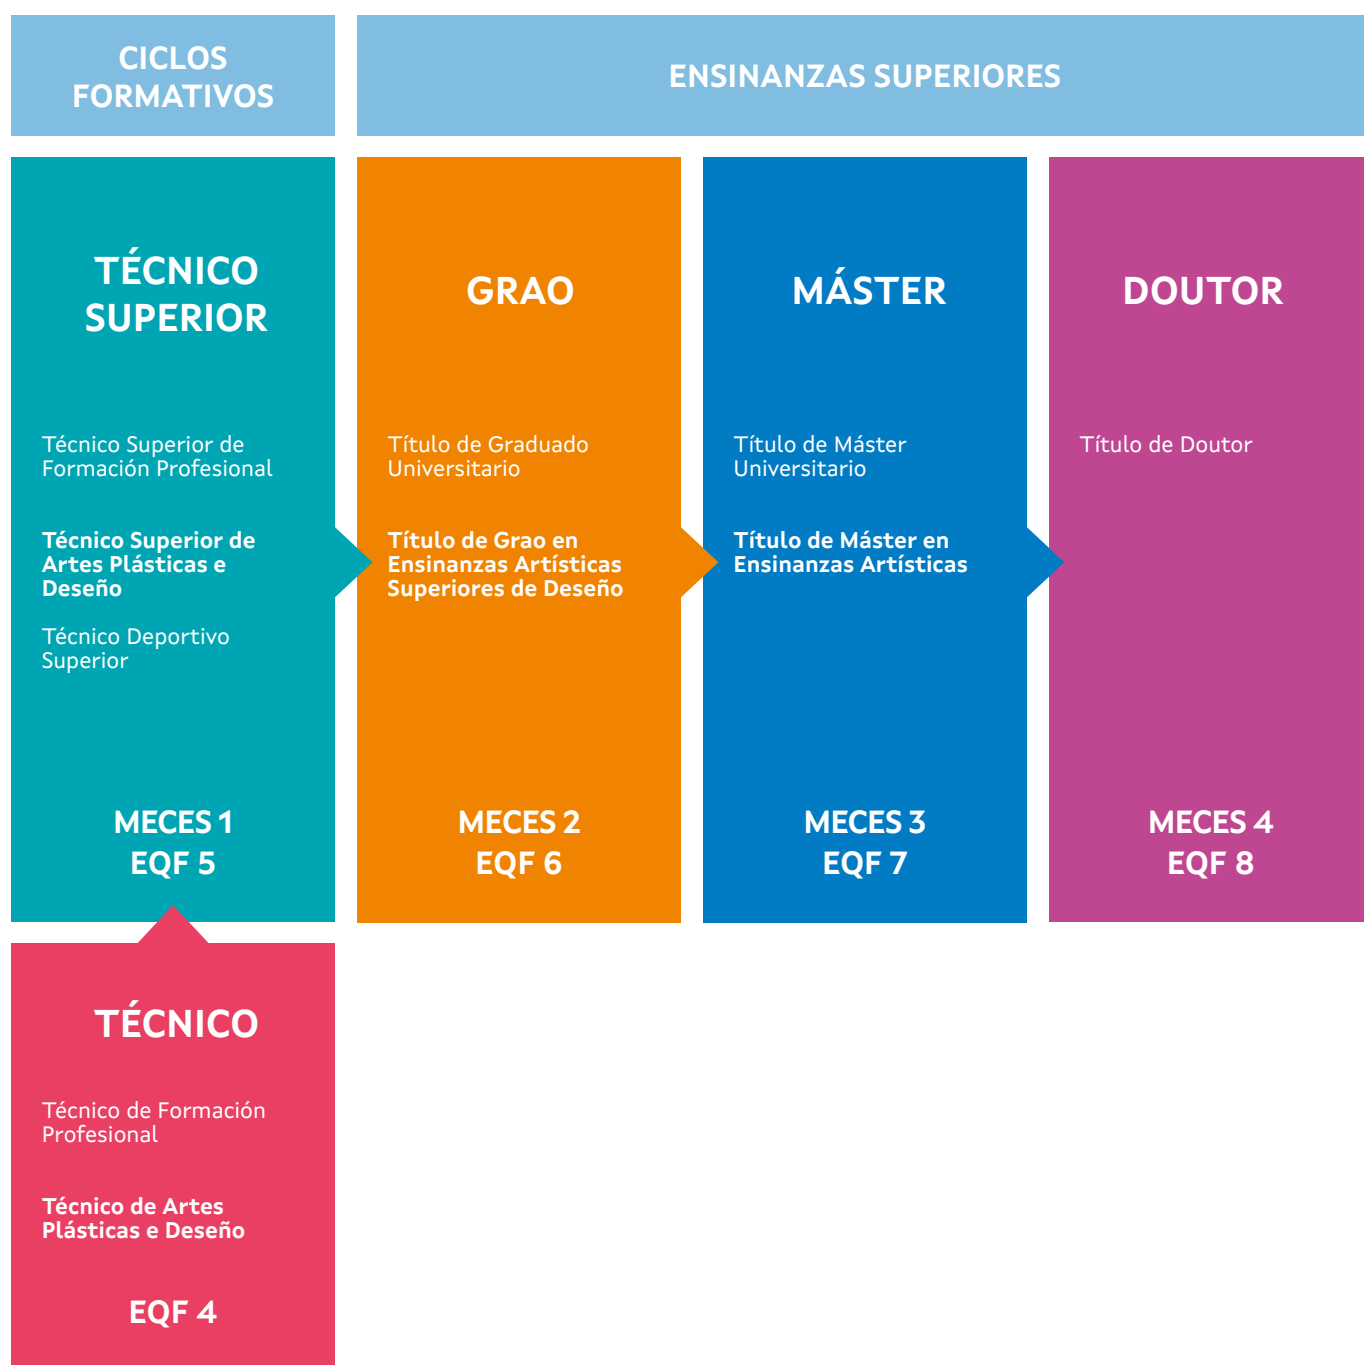 CICLOS
FORMATIVOS
ENSINANZAS SUPERIORES
TÉCNICO
SUPERIOR
Técnico Superior de
Formación Profesional
Técnico Superior de
Artes Plásticas e
Deseño
Técnico Deportivo
Superior
MECES 1
EQF 5
GRAO
Título de Graduado
Universitario
Título de Grao en
Ensinanzas Artísticas
Superiores de Deseño
MECES 2
EQF 6
MÁSTER
Título de Máster
Universitario
Título de Máster en
Ensinanzas Artísticas
MECES 3
EQF 7
DOUTOR
Título de Doutor
MECES 4
EQF 8
TÉCNICO
Técnico de Formación
Profesional
Técnico de Artes
Plásticas e Deseño
EQF 4